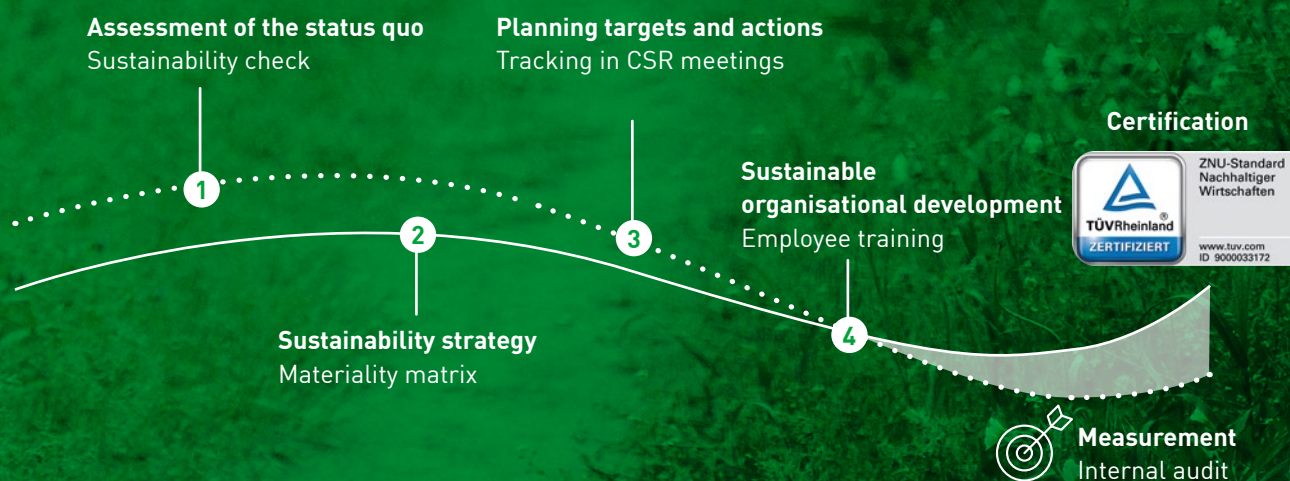 Assessment of the status quo
Sustainability check
Planning targets and actions
Tracking in CSR meetings
Certification
ZNU-Standard
Nachhaltiger
Wirtschaften
TÜVRheinland®
ZERTIFIZIERT
www.tuv.com
ID 9000033172
Sustainable
organisational development
Employee training
1
2
3
4
Sustainability strategy
Materiality matrix
Measurement
Internal audit